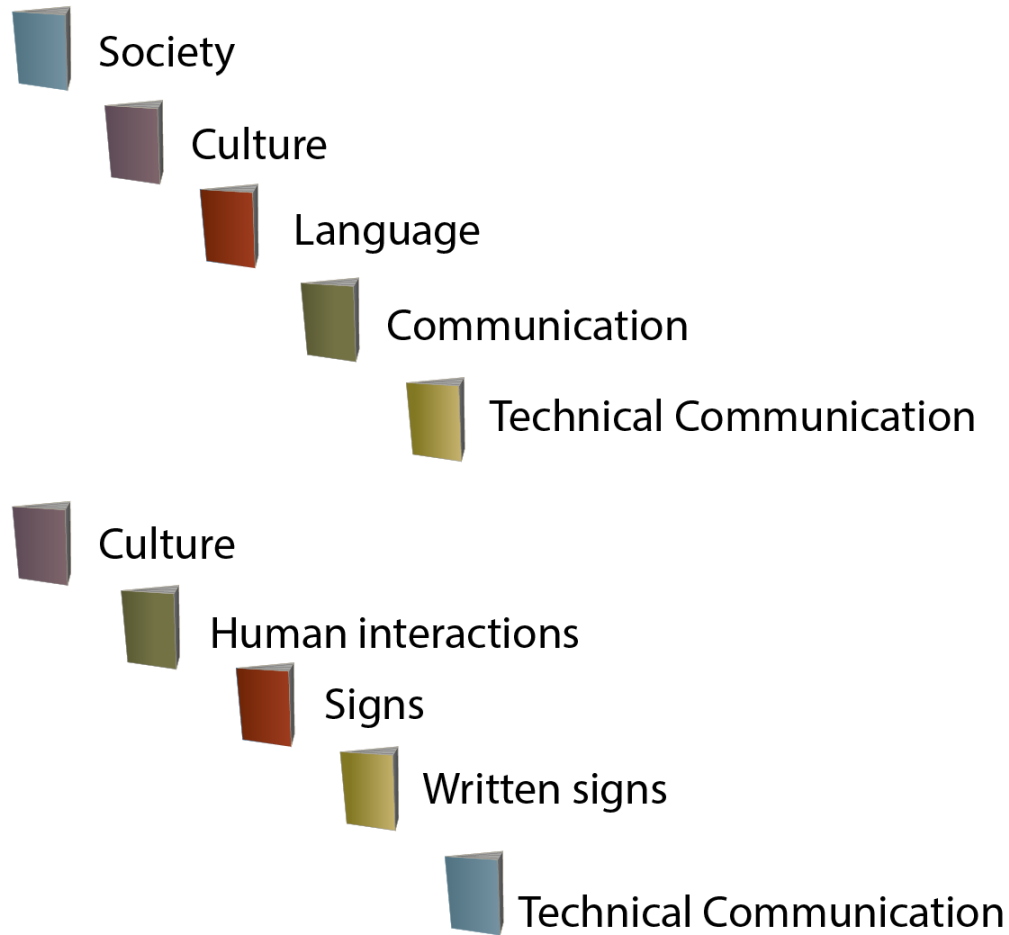 Society
Culture
Language
Communication
Technical Communication
Culture
Human interactions
Signs
Written signs
Technical Communication